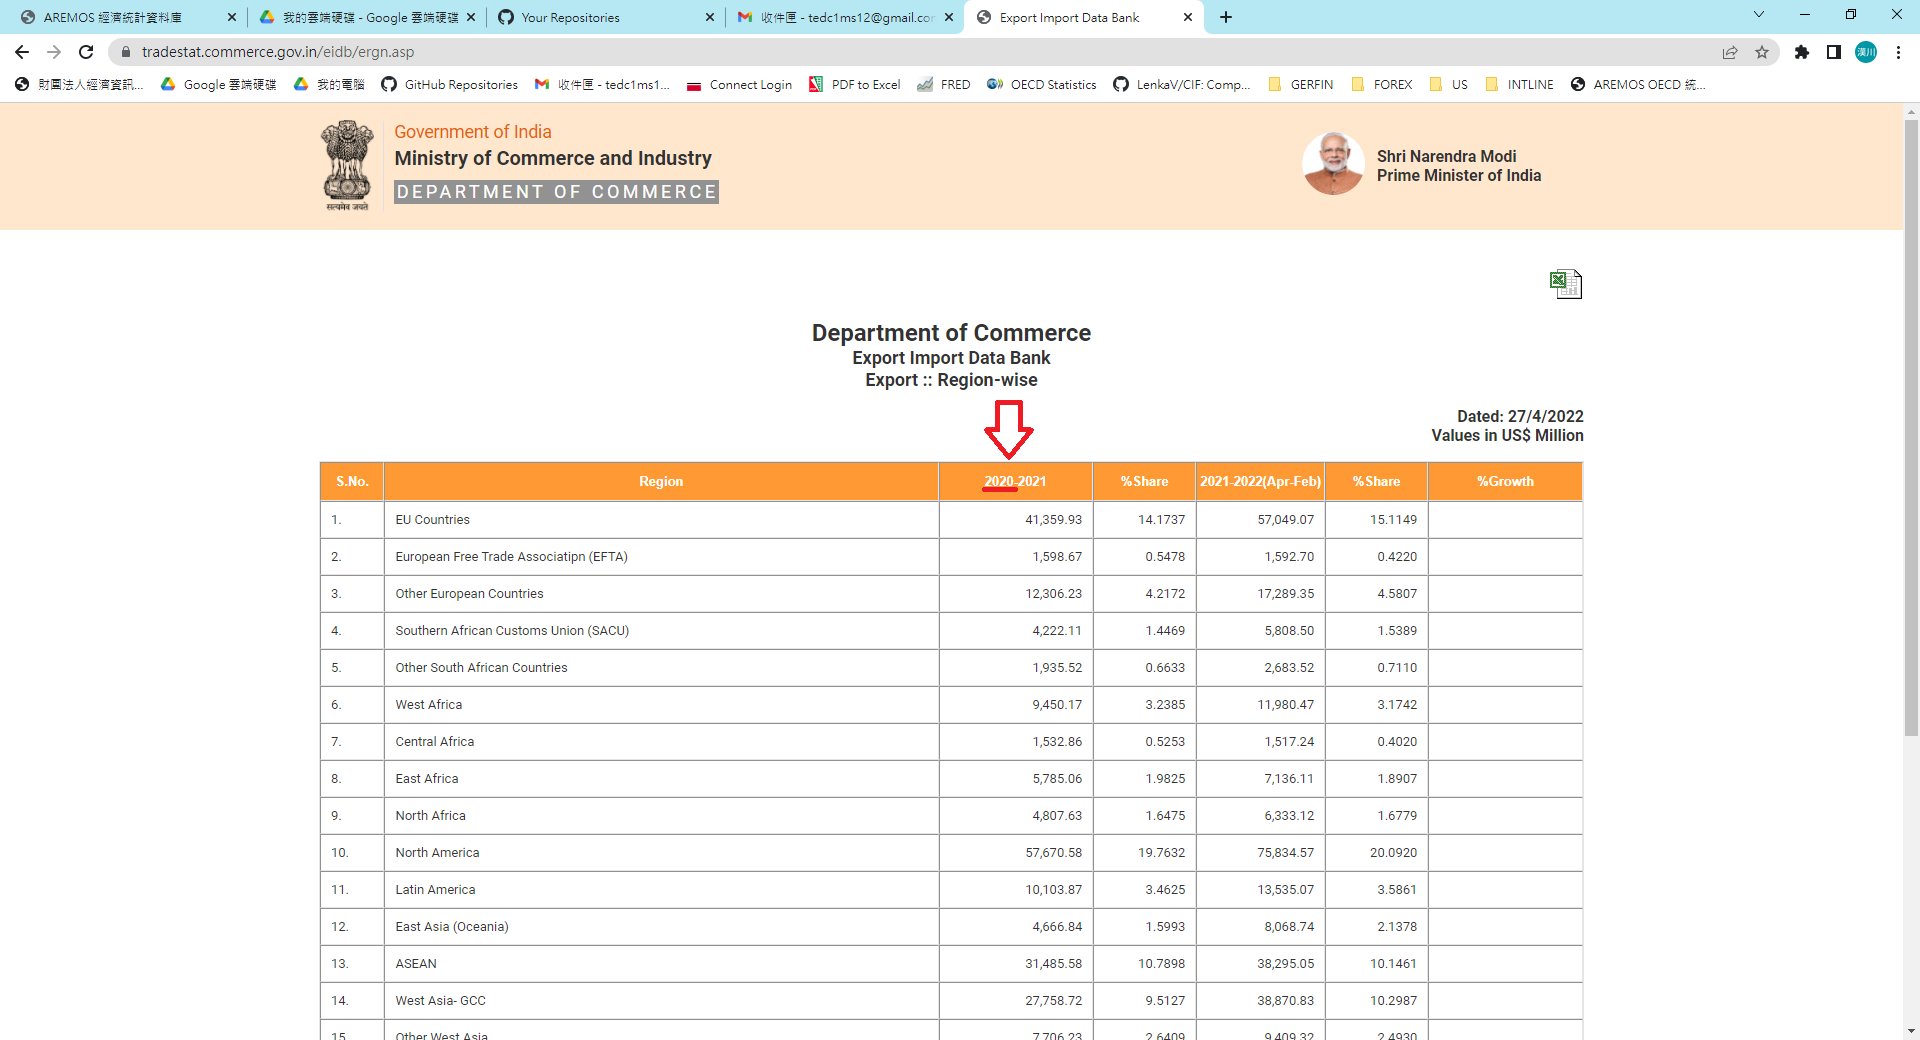 AREMOS 經濟統計資料庫
我的雲端硬碟 - Google 雲端硬碟
Your Repositories
收件匣 - tedc1ms12@gmail.com
Export Import Data Bank
tradestat.commerce.gov.in/eidb/ergn.asp
漢川
財團法人經濟資訊...
Google 雲端硬碟
我的電腦
GitHub Repositories
收件匣 - tedc1ms1...
Connect Login
PDF to Excel
FRED
OECD Statistics
LenkaV/CIF: Comp...
GERFIN
FOREX
US
INTLINE
AREMOS OECD 統...
Government of India
Ministry of Commerce and Industry
DEPARTMENT OF COMMERCE
सत्यमेव जयते
Shri Narendra Modi
Prime Minister of India
Department of Commerce
Export Import Data Bank
Export :: Region-wise
Dated: 27/4/2022
Values in US$ Million
S.No. Region 2020-2021 %Share 2021-2022(Apr-Feb) %Share %Growth
1. EU Countries 41,359.93 14.1737 57,049.07 15.1149
2. European Free Trade Associatipn (EFTA) 1,598.67 0.5478 1,592.70 0.4220
3. Other European Countries 12,306.23 4.2172 17,289.35 4.5807
4. Southern African Customs Union (SACU) 4,222.11 1.4469 5,808.50 1.5389
5. Other South African Countries 1,935.52 0.6633 2,683.52 0.7110
6. West Africa 9,450.17 3.2385 11,980.47 3.1742
7. Central Africa 1,532.86 0.5253 1,517.24 0.4020
8. East Africa 5,785.06 1.9825 7,136.11 1.8907
9. North Africa 4,807.63 1.6475 6,333.12 1.6779
10. North America 57,670.58 19.7632 75,834.57 20.0920
11. Latin America 10,103.87 3.4625 13,535.07 3.5861
12. East Asia (Oceania) 4,666.84 1.5993 8,068.74 2.1378
13. ASEAN 31,485.58 10.7898 38,295.05 10.1461
14. West Asia- GCC 27,758.72 9.5127 38,870.83 10.2987
15. Other West Asia 7,706.23 2.6409 9,409.32 2.4930